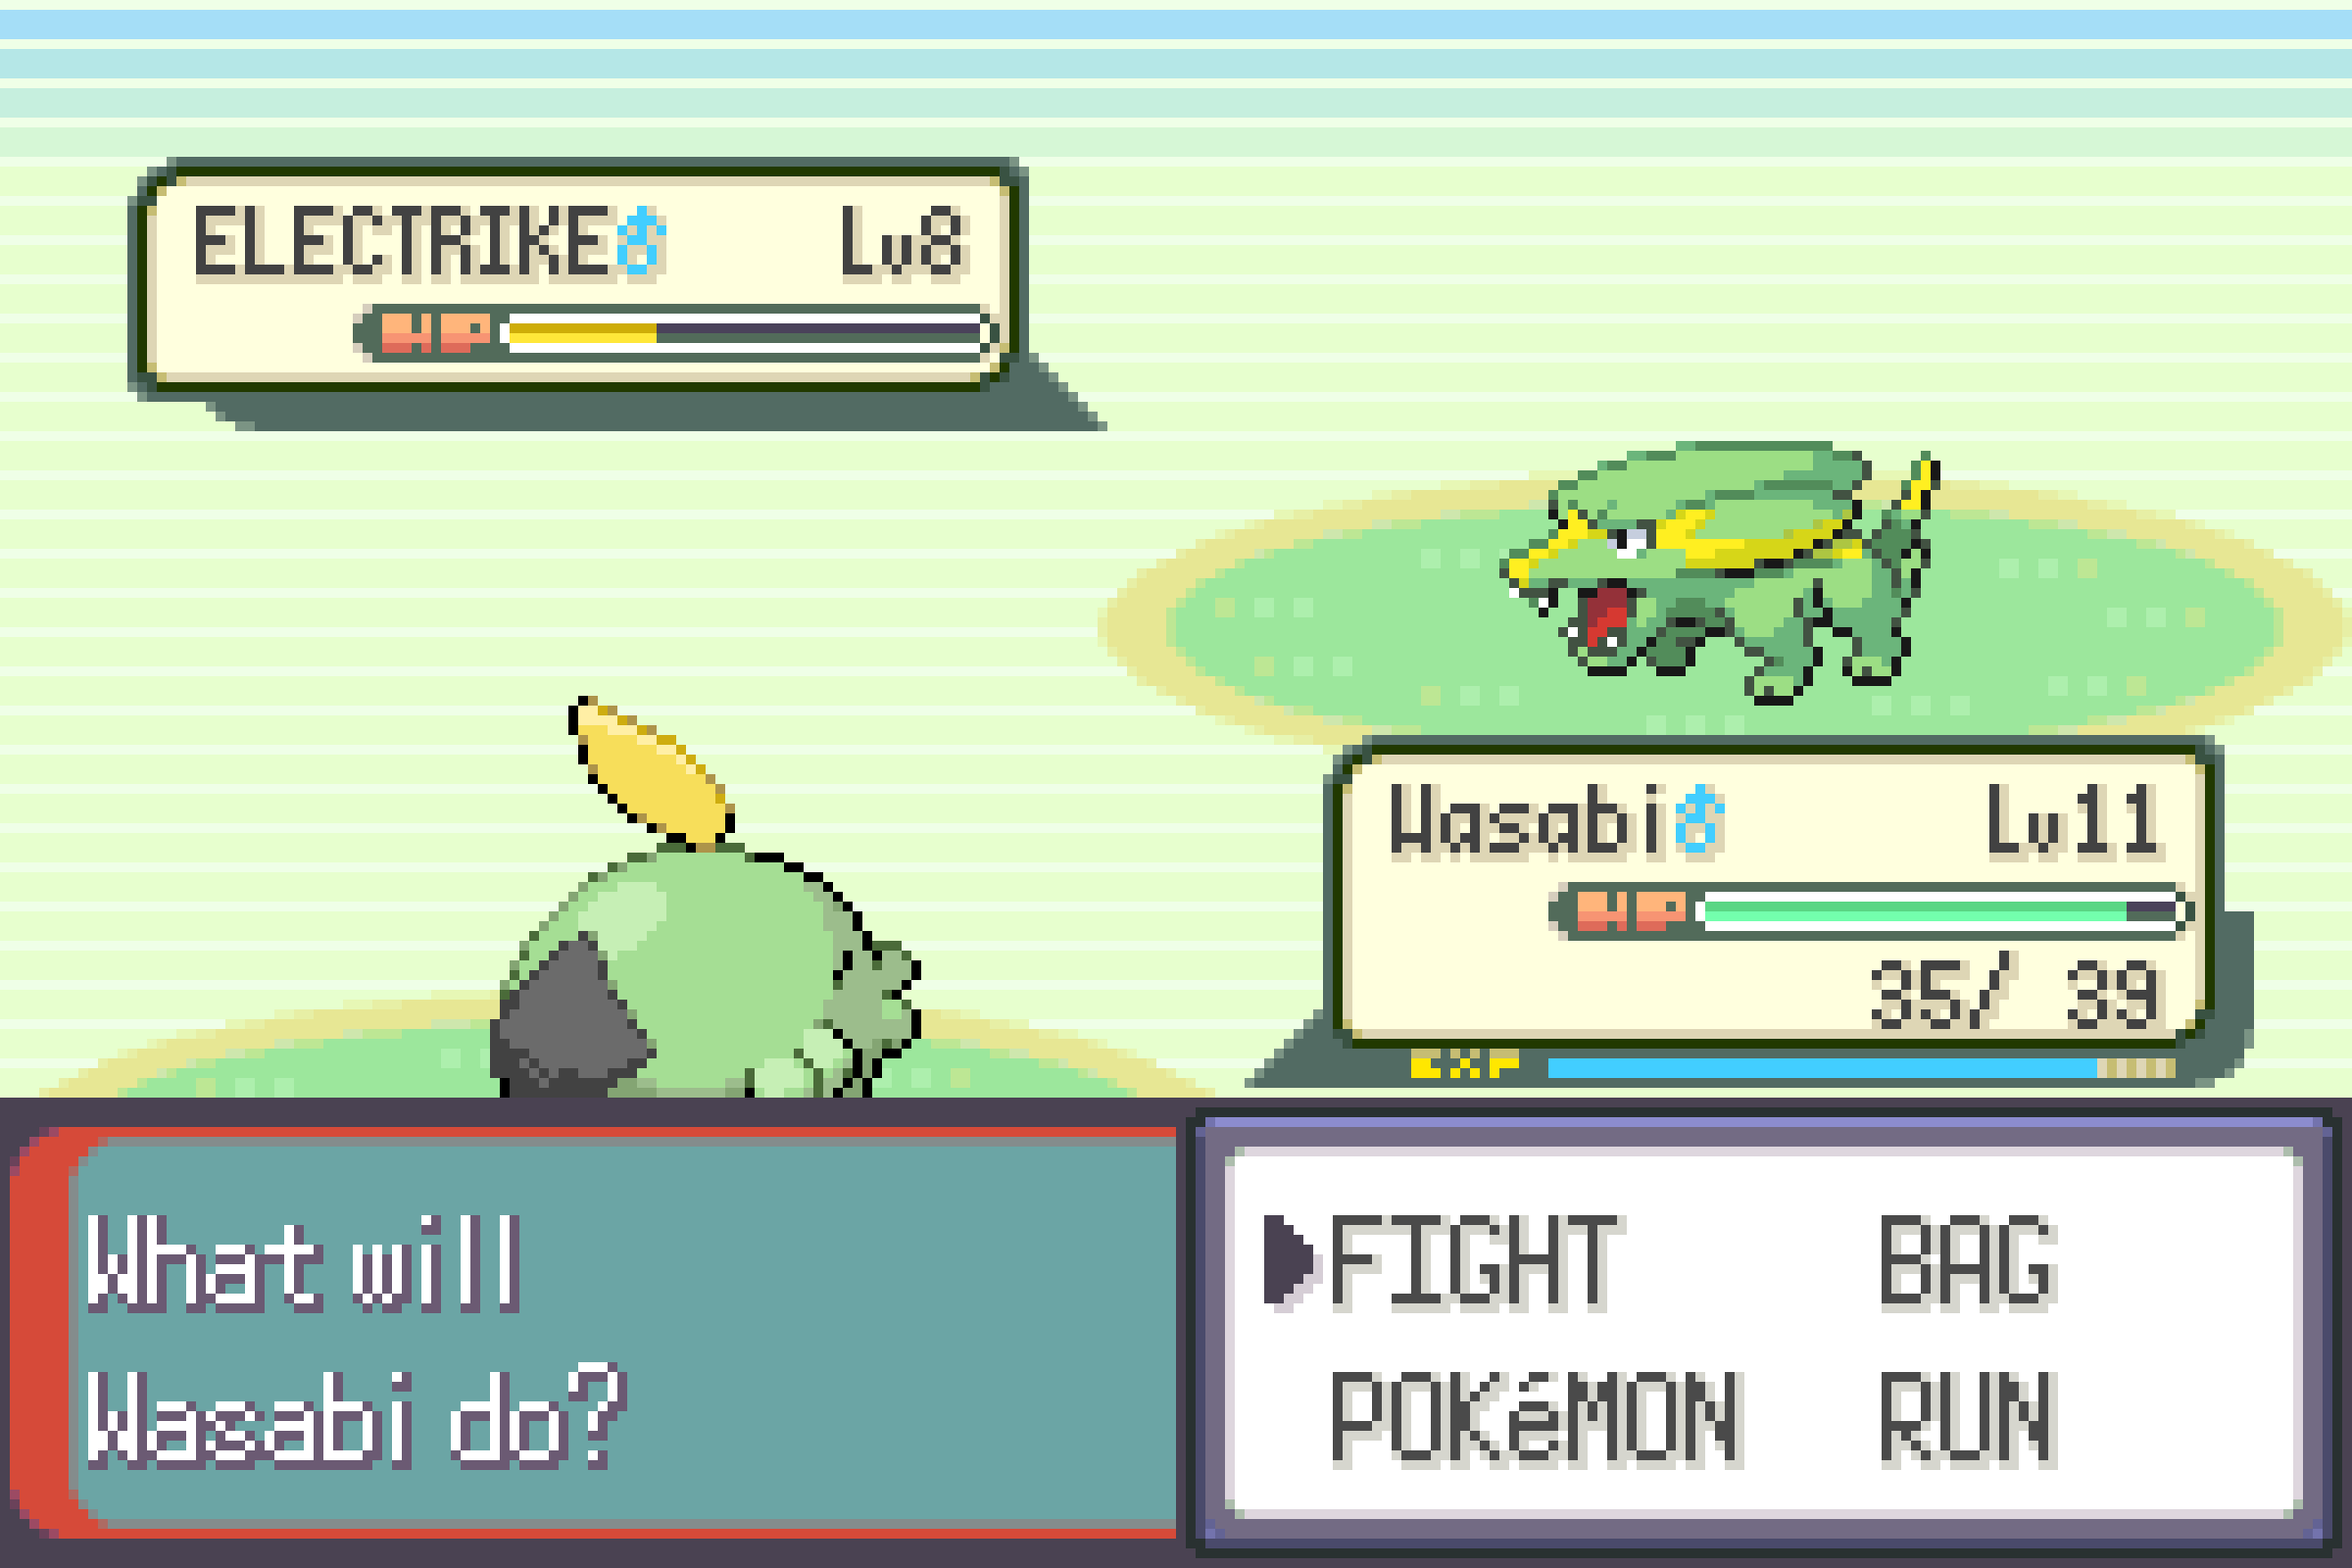 ELECTRIKE♂ Lv8
HP
Wasabi♂ Lv11
HP
35/ 39
EXP
What will
Wasabi do?
FIGHT BAG
POKéMON RUN